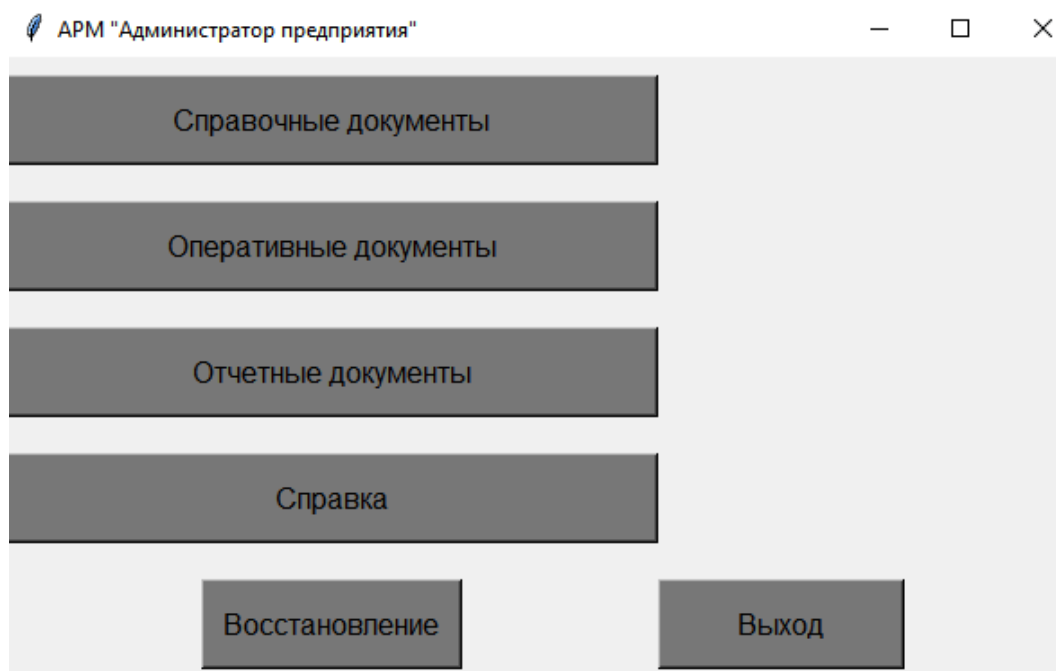 АРМ "Администратор предприятия"
Справочные документы
Оперативные документы
Отчетные документы
Справка
Восстановление
Выход